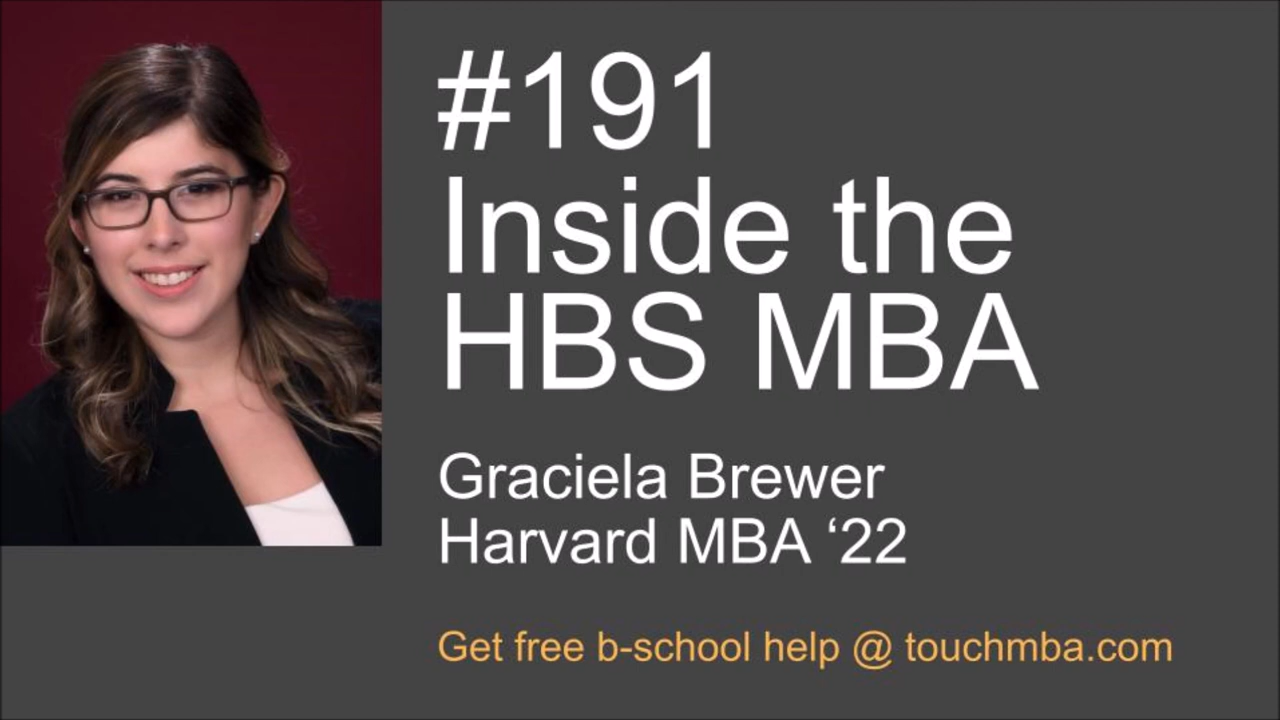 #191
Inside the
HBS MBA
Graciela Brewer
Harvard MBA ‘22
Get free b-school help @ touchmba.com